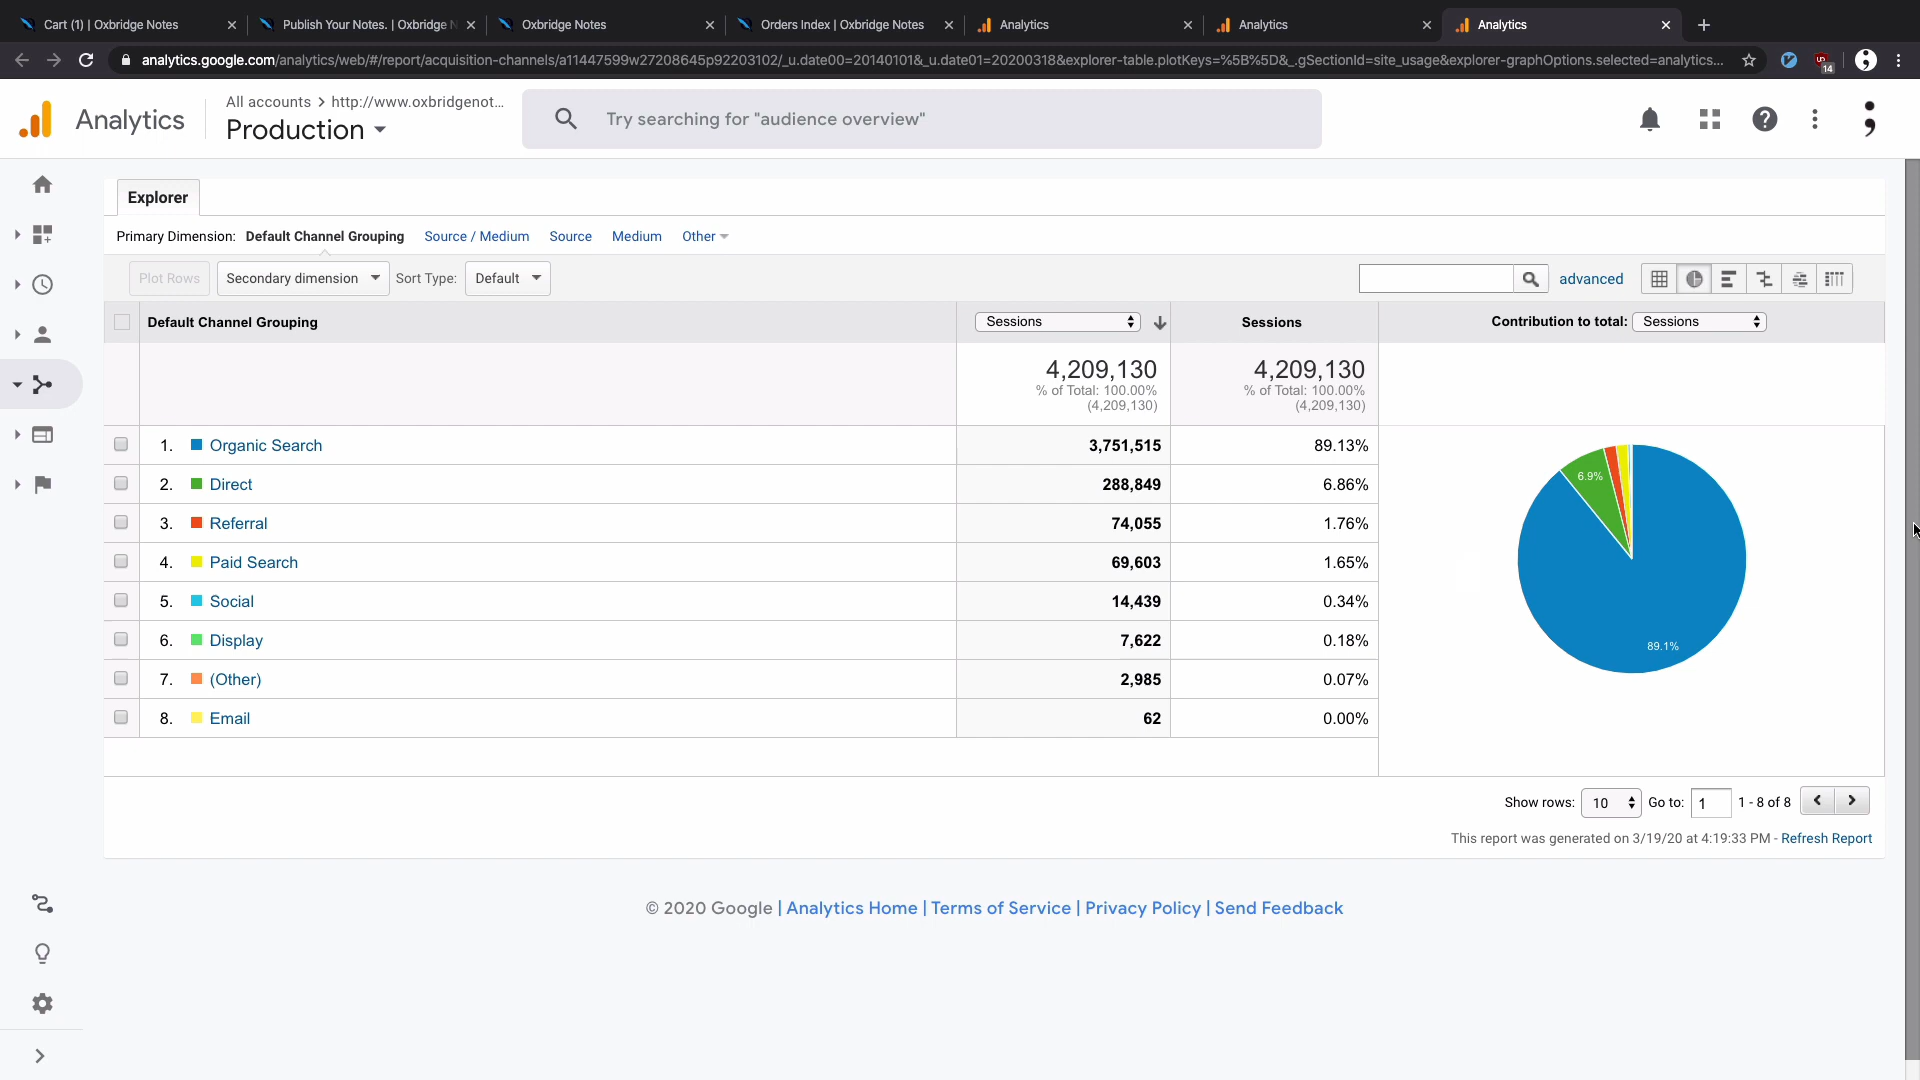 Cart (1) | Oxbridge Notes
Publish Your Notes. | Oxbridge N
Oxbridge Notes
Orders Index | Oxbridge Notes
Analytics
Analytics
Analytics
analytics.google.com/analytics/web/#/report/acquisition-channels/a11447599w27208645p92203102/_u.date00=20140101&_u.date01=20200318&explorer-table.plotKeys=%5B%5D&_.gSectionId=site_usage&explorer-graphOptions.selected=analytics...
14
Analytics
All accounts > http://www.oxbridgenot...
Production
Try searching for "audience overview"
Explorer
Primary Dimension: Default Channel Grouping Source / Medium Source Medium Other
Plot Rows Secondary dimension Sort Type: Default advanced
Default Channel Grouping Sessions Sessions Contribution to total: Sessions
4,209,130 4,209,130
% of Total: 100.00% % of Total: 100.00%
(4,209,130) (4,209,130)
1. Organic Search 3,751,515 89.13%
2. Direct 288,849 6.86%
3. Referral 74,055 1.76%
4. Paid Search 69,603 1.65%
5. Social 14,439 0.34%
6. Display 7,622 0.18%
7. (Other) 2,985 0.07%
8. Email 62 0.00%
6.9%
89.1%
Show rows: 10 Go to: 1 1 - 8 of 8
This report was generated on 3/19/20 at 4:19:33 PM - Refresh Report
© 2020 Google | Analytics Home | Terms of Service | Privacy Policy | Send Feedback